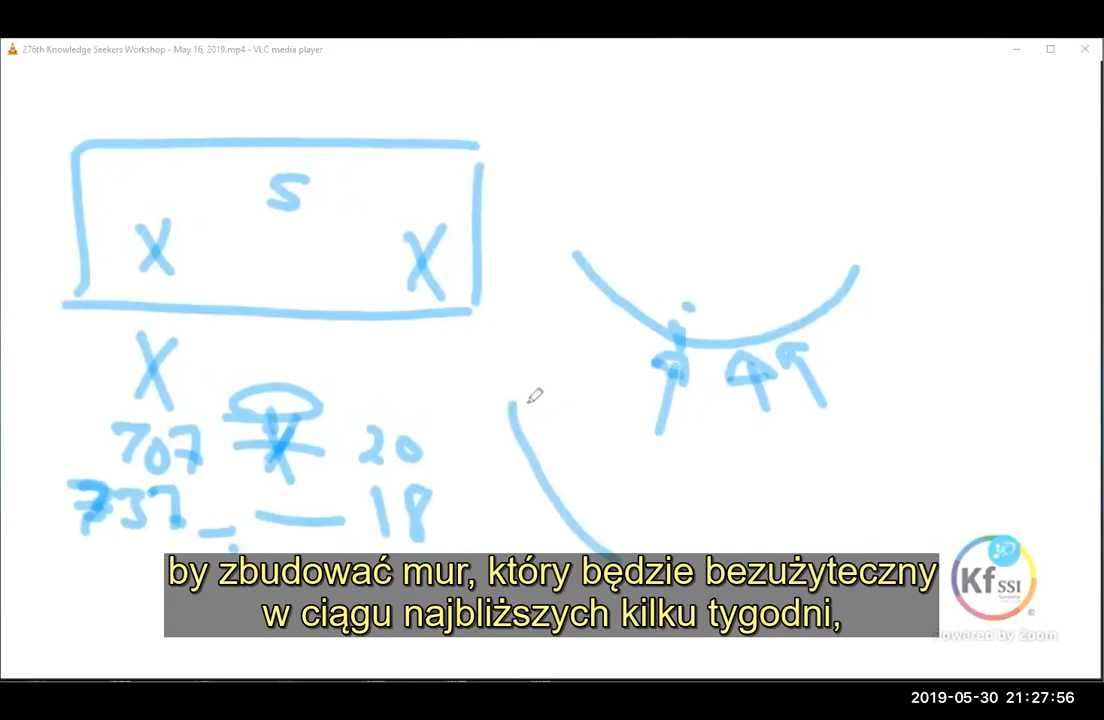 276th Knowledge Seekers Workshop - May 16, 2019.mp4 - VLC media player
S
X X
X
707 X 20
737 18
by zbudować mur, który będzie bezużyteczny
w ciągu najbliższych kilku tygodni,
Kf SSI
Powered by Zoom
2019-05-30 21:27:56